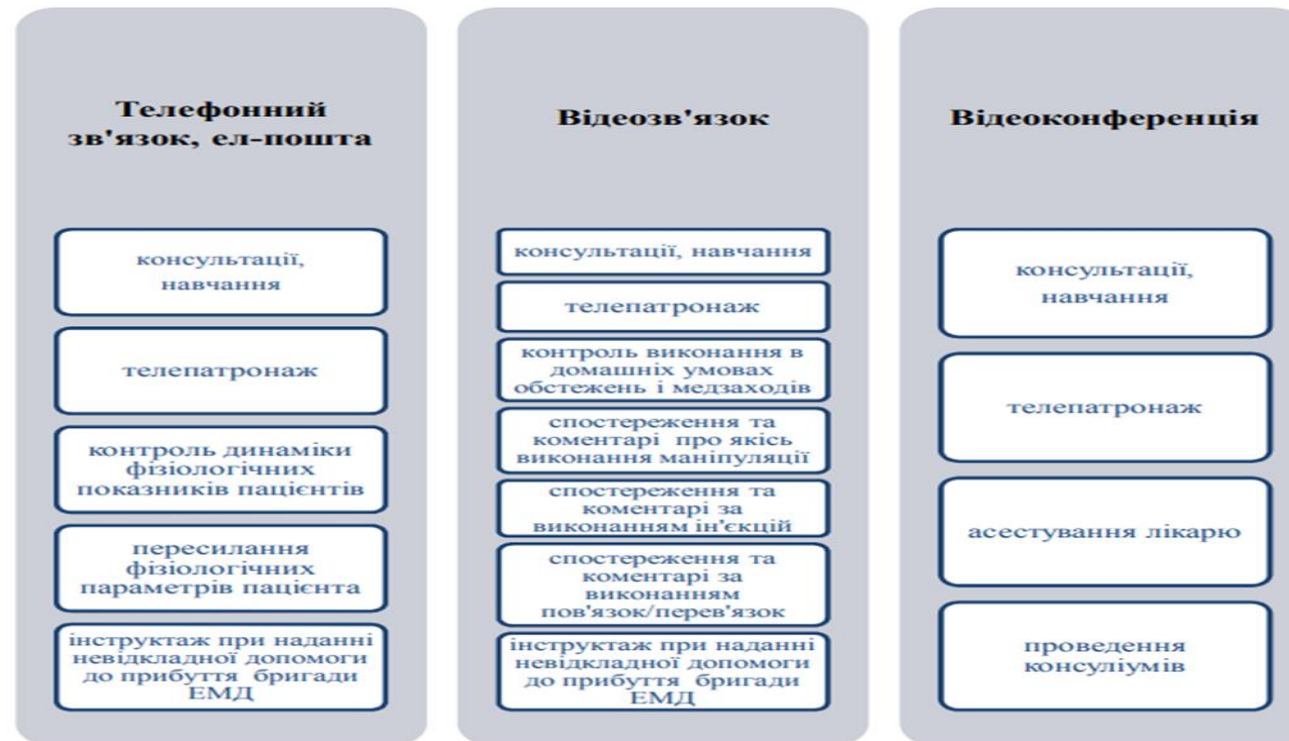 Телефонний
зв'язок, ел-пошта
консультації,
навчання
телепатронаж
контроль динаміки
фізіологічних
показників пацієнтів
пересилання
фізіологічних
параметрів пацієнта
інструктаж при наданні
невідкладної допомоги
до прибуття бригади
ЕМД
Відеозв'язок
консультації, навчання
телепатронаж
контроль виконання в
домашніх умовах
обстежень і медзаходів
спостереження та
коментарі про якісь
виконання маніпуляції
спостереження та
коментарі за
виконанням ін'єкцій
спостереження та
коментарі за
виконанням
пов'язок/перев'язок
інструктаж при наданні
невідкладної допомоги
до прибуття бригади
ЕМД
Відеоконференція
консультації,
навчання
телепатронаж
асестування лікарю
проведення
консуліумів